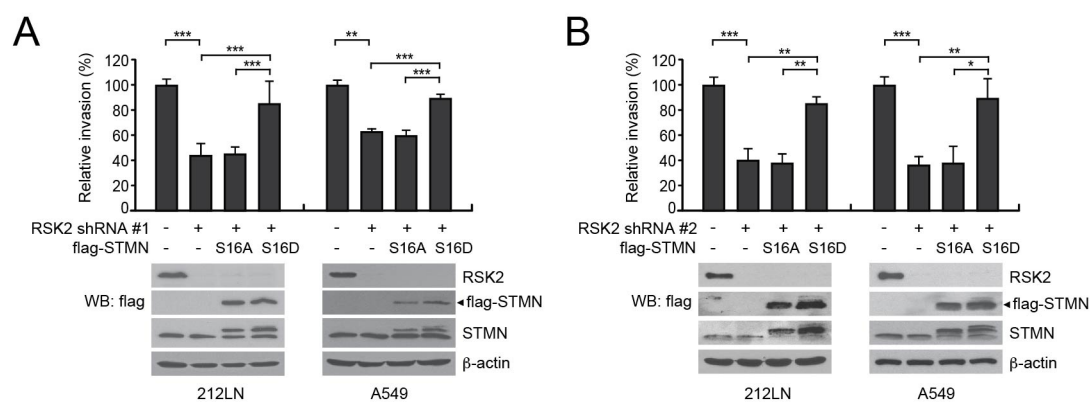 A
*** *** *** ** *** ***
Relative invasion (%)
120
100
80
60
40
20
0
RSK2 shRNA #1 - + + + - + + +
flag-STMN - - S16A S16D - - S16A S16D
RSK2
WB: flag flag-STMN
STMN
β-actin
212LN A549
B
*** ** ** *** ** *
Relative invasion (%)
120
100
80
60
40
20
0
RSK2 shRNA #2 - + + + - + + +
flag-STMN - - S16A S16D - - S16A S16D
RSK2
WB: flag flag-STMN
STMN
β-actin
212LN A549